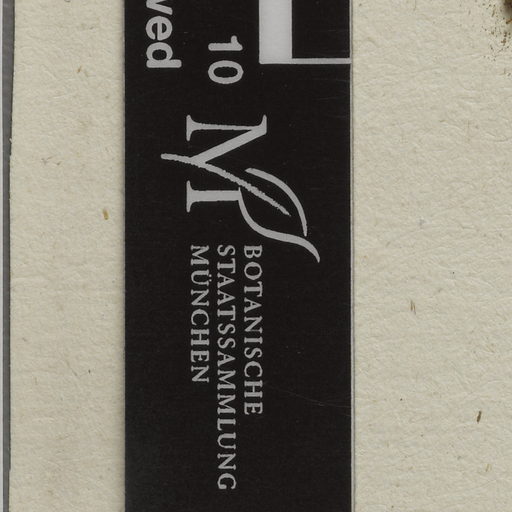 ved
10
M
BOTANISCHE
STAATSSAMMLUNG
MÜNCHEN